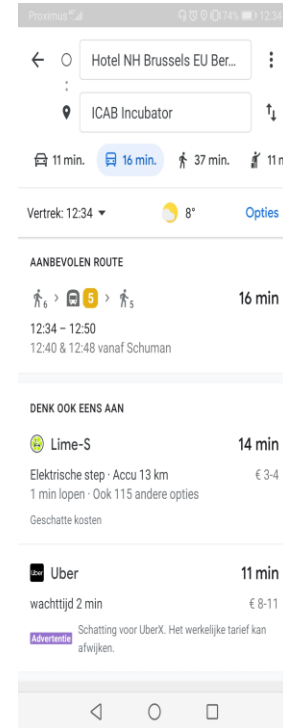 Proximus 74% 12:34
Hotel NH Brussels EU Ber...
ICAB Incubator
11 min. 16 min. 37 min. 11 m
Vertrek: 12:34 8° Opties
AANBEVOLEN ROUTE
6 5 5 16 min
12:34 – 12:50
12:40 & 12:48 vanaf Schuman
DENK OOK EENS AAN
Lime-S 14 min
Elektrische step · Accu 13 km € 3-4
1 min lopen · Ook 115 andere opties
Geschatte kosten
Uber Uber 11 min
wachttijd 2 min € 8-11
Advertentie Schatting voor UberX. Het werkelijke tarief kan
afwijken.